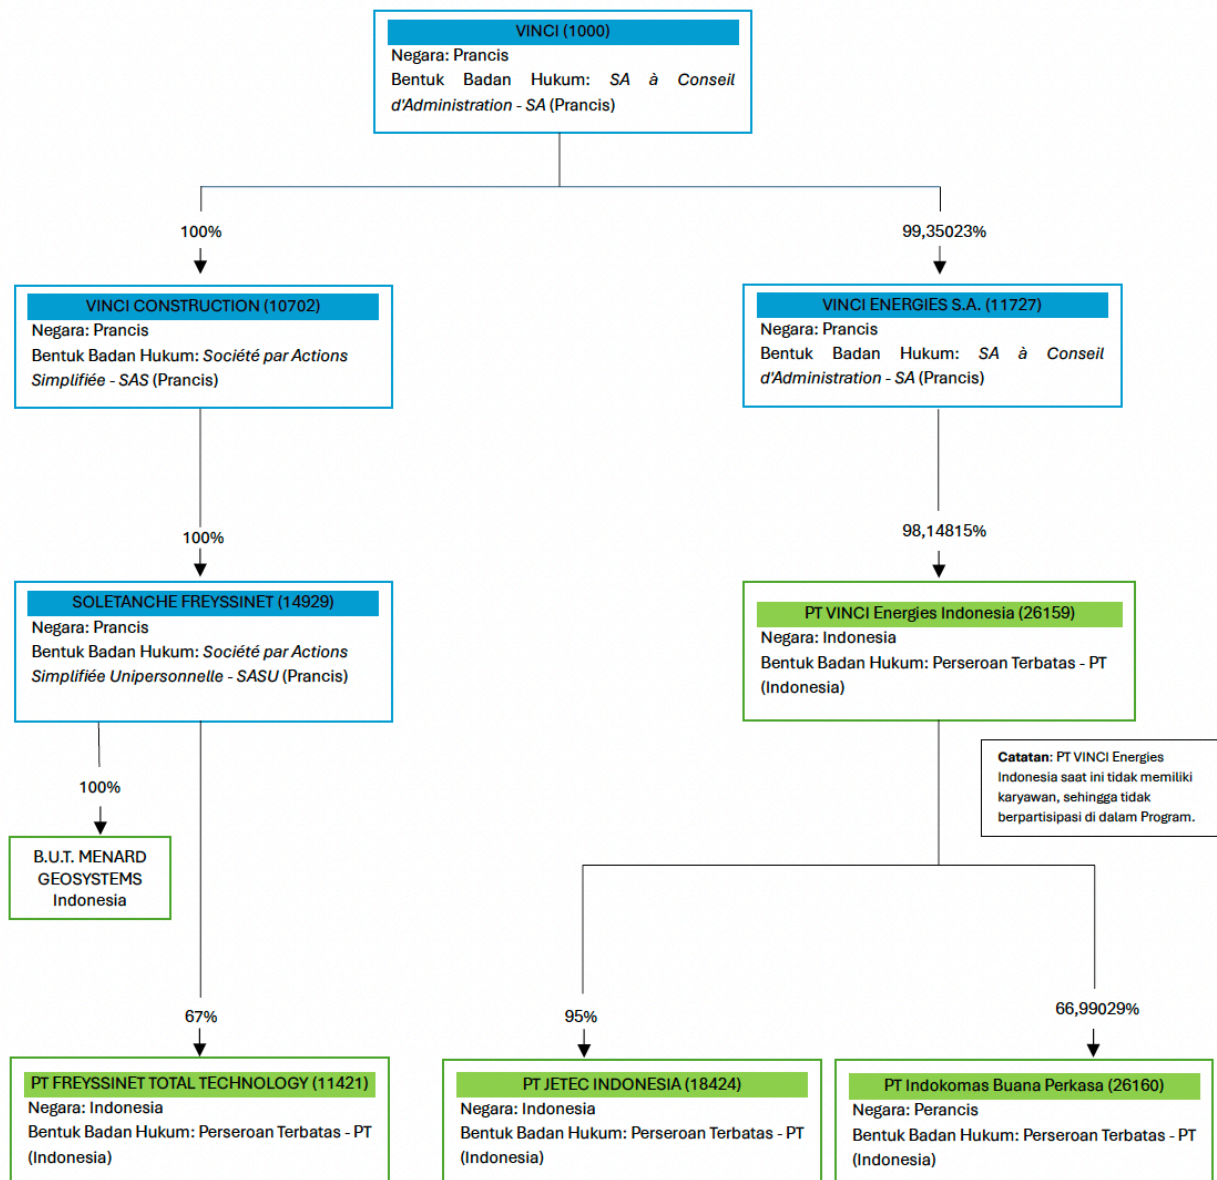 VINCI (1000)
Negara: Prancis
Bentuk Badan Hukum: SA à Conseil
d'Administration - SA (Prancis)
100%
99,35023%
VINCI CONSTRUCTION (10702)
Negara: Prancis
Bentuk Badan Hukum: Société par Actions
Simplifiée - SAS (Prancis)
VINCI ENERGIES S.A. (11727)
Negara: Prancis
Bentuk Badan Hukum: SA à Conseil
d'Administration - SA (Prancis)
100%
98,14815%
SOLETANCHE FREYSSINET (14929)
Negara: Prancis
Bentuk Badan Hukum: Société par Actions
Simplifiée Unipersonnelle - SASU (Prancis)
PT VINCI Energies Indonesia (26159)
Negara: Indonesia
Bentuk Badan Hukum: Perseroan Terbatas - PT
(Indonesia)
Catatan: PT VINCI Energies
Indonesia saat ini tidak memiliki
karyawan, sehingga tidak
berpartisipasi di dalam Program.
100%
B.U.T. MENARD
GEOSYSTEMS
Indonesia
67%
95%
66,99029%
PT FREYSSINET TOTAL TECHNOLOGY (11421)
Negara: Indonesia
Bentuk Badan Hukum: Perseroan Terbatas - PT
(Indonesia)
PT JETEC INDONESIA (18424)
Negara: Indonesia
Bentuk Badan Hukum: Perseroan Terbatas - PT
(Indonesia)
PT Indokomas Buana Perkasa (26160)
Negara: Perancis
Bentuk Badan Hukum: Perseroan Terbatas - PT
(Indonesia)